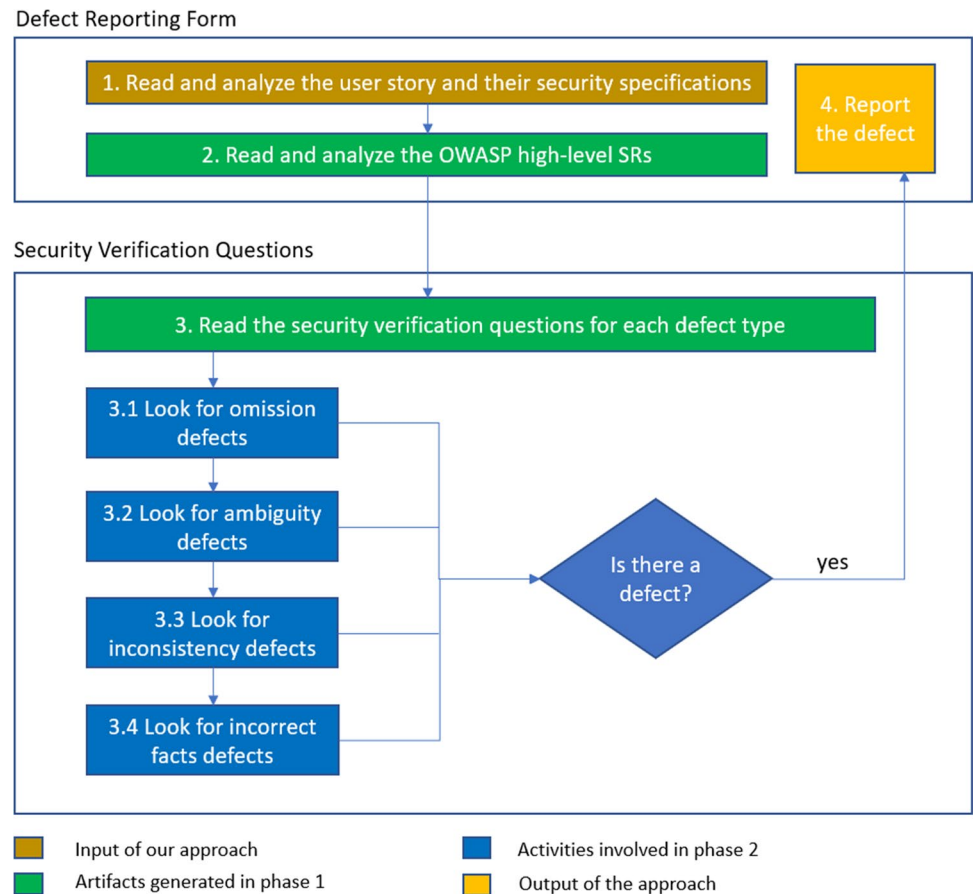 Defect Reporting Form
1. Read and analyze the user story and their security specifications
2. Read and analyze the OWASP high-level SRs
4. Report
the defect
Security Verification Questions
3. Read the security verification questions for each defect type
3.1 Look for omission
defects
3.2 Look for ambiguity
defects
3.3 Look for
inconsistency defects
3.4 Look for incorrect
facts defects
Is there a
defect?
yes
Input of our approach
Artifacts generated in phase 1
Activities involved in phase 2
Output of the approach